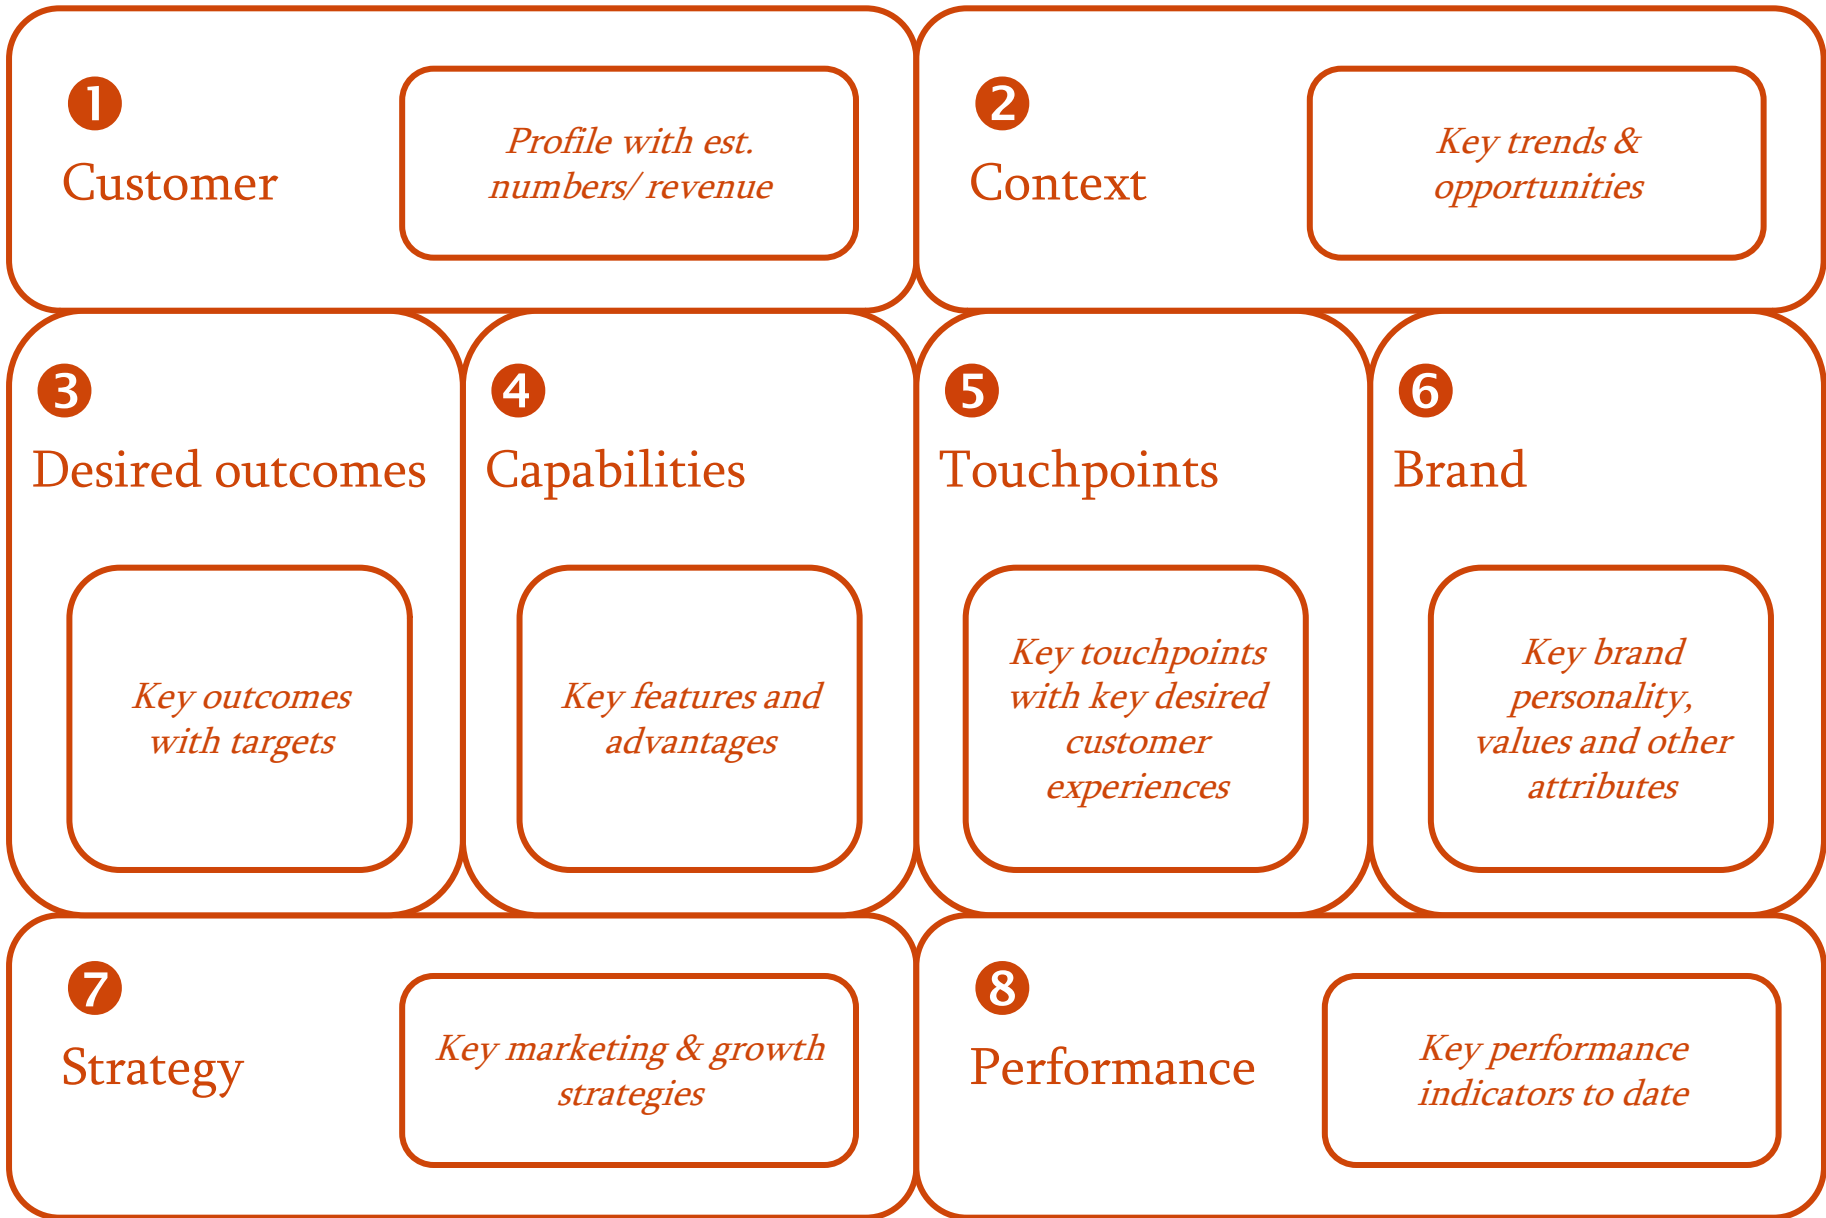 1
Customer
Profile with est.
numbers/ revenue
2
Context
Key trends &
opportunities
3
Desired outcomes
Key outcomes
with targets
4
Capabilities
Key features and
advantages
5
Touchpoints
Key touchpoints
with key desired
customer
experiences
6
Brand
Key brand
personality,
values and other
attributes
7
Strategy
Key marketing & growth
strategies
8
Performance
Key performance
indicators to date